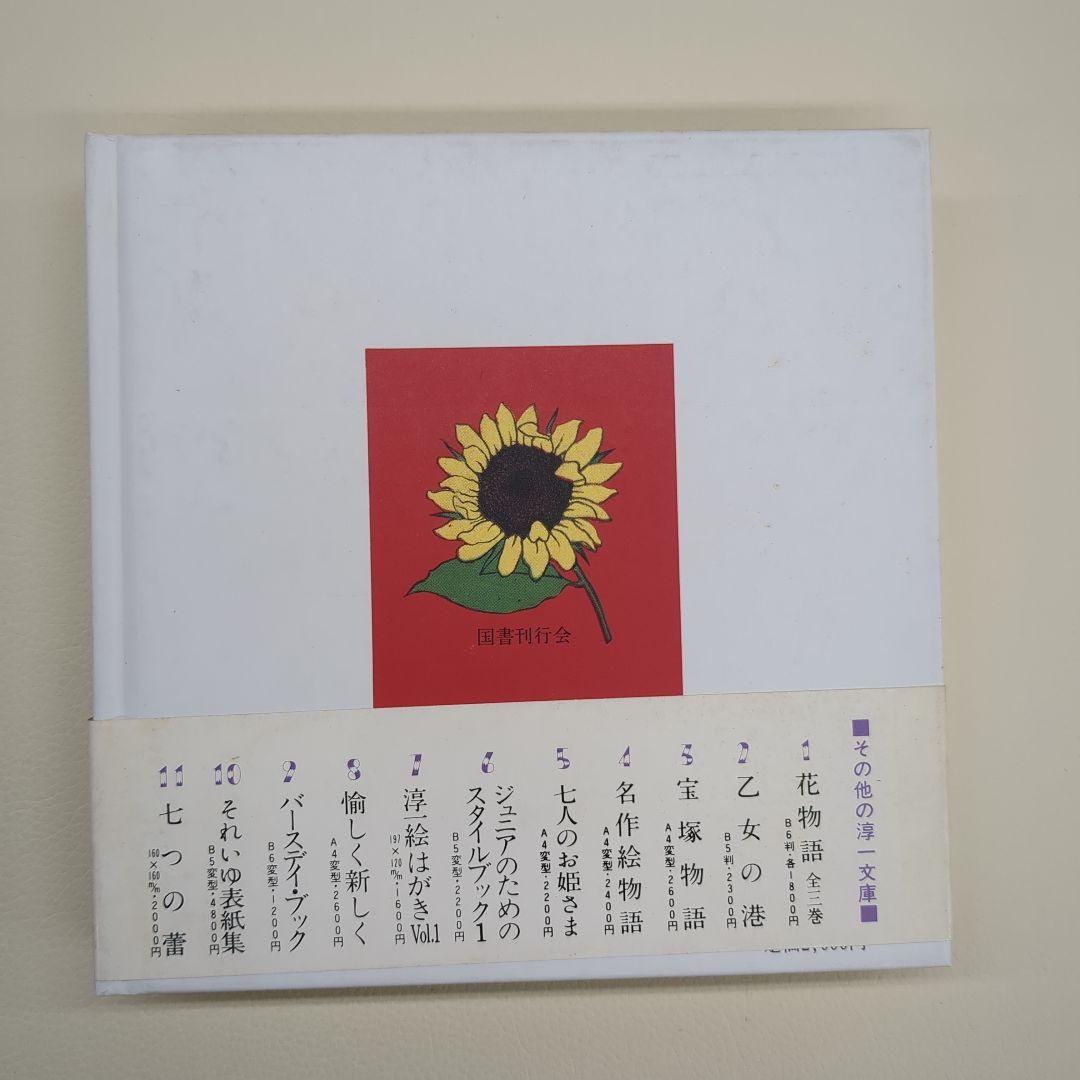 国書刊行会
■その他の淳一文庫■
1 花物語 全三巻
B6判・各1800円
2 乙女の港
B5判・2300円
3 宝塚物語
A4変型・2600円
4 名作絵物語
A4変型・2400円
5 七人のお姫さま
A4変型・2200円
6 ジュニアのための
スタイルブック1
B5変型・2200円
7 淳一絵はがきVol.1
197×120m/m・1600円
8 愉しく新しく
A4変型・2600円
9 バースデイ・ブック
B6変型・1200円
10 それいゆ表紙集
B5変型・4800円
11 七つの蕾
160×160m/m・2000円